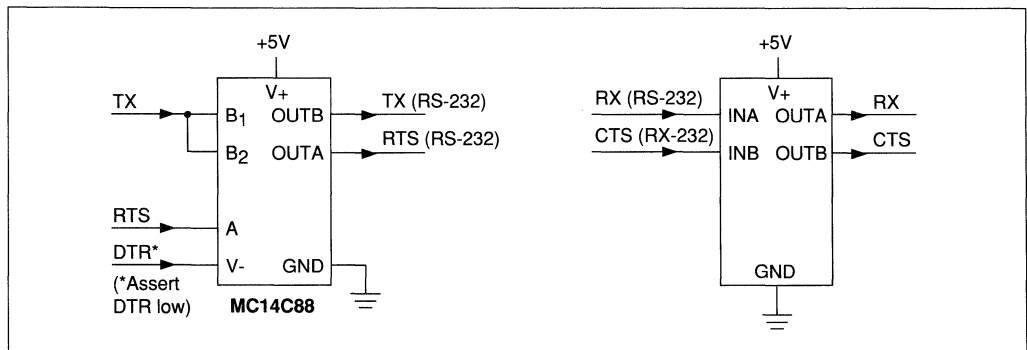 +5V
V+
TX
B1
OUTB
TX (RS-232)
B2
OUTA
RTS (RS-232)
RTS
A
DTR*
V-
GND
(*Assert
DTR low)
MC14C88
+5V
V+
RX (RS-232)
INA
OUTA
RX
CTS (RX-232)
INB
OUTB
CTS
GND